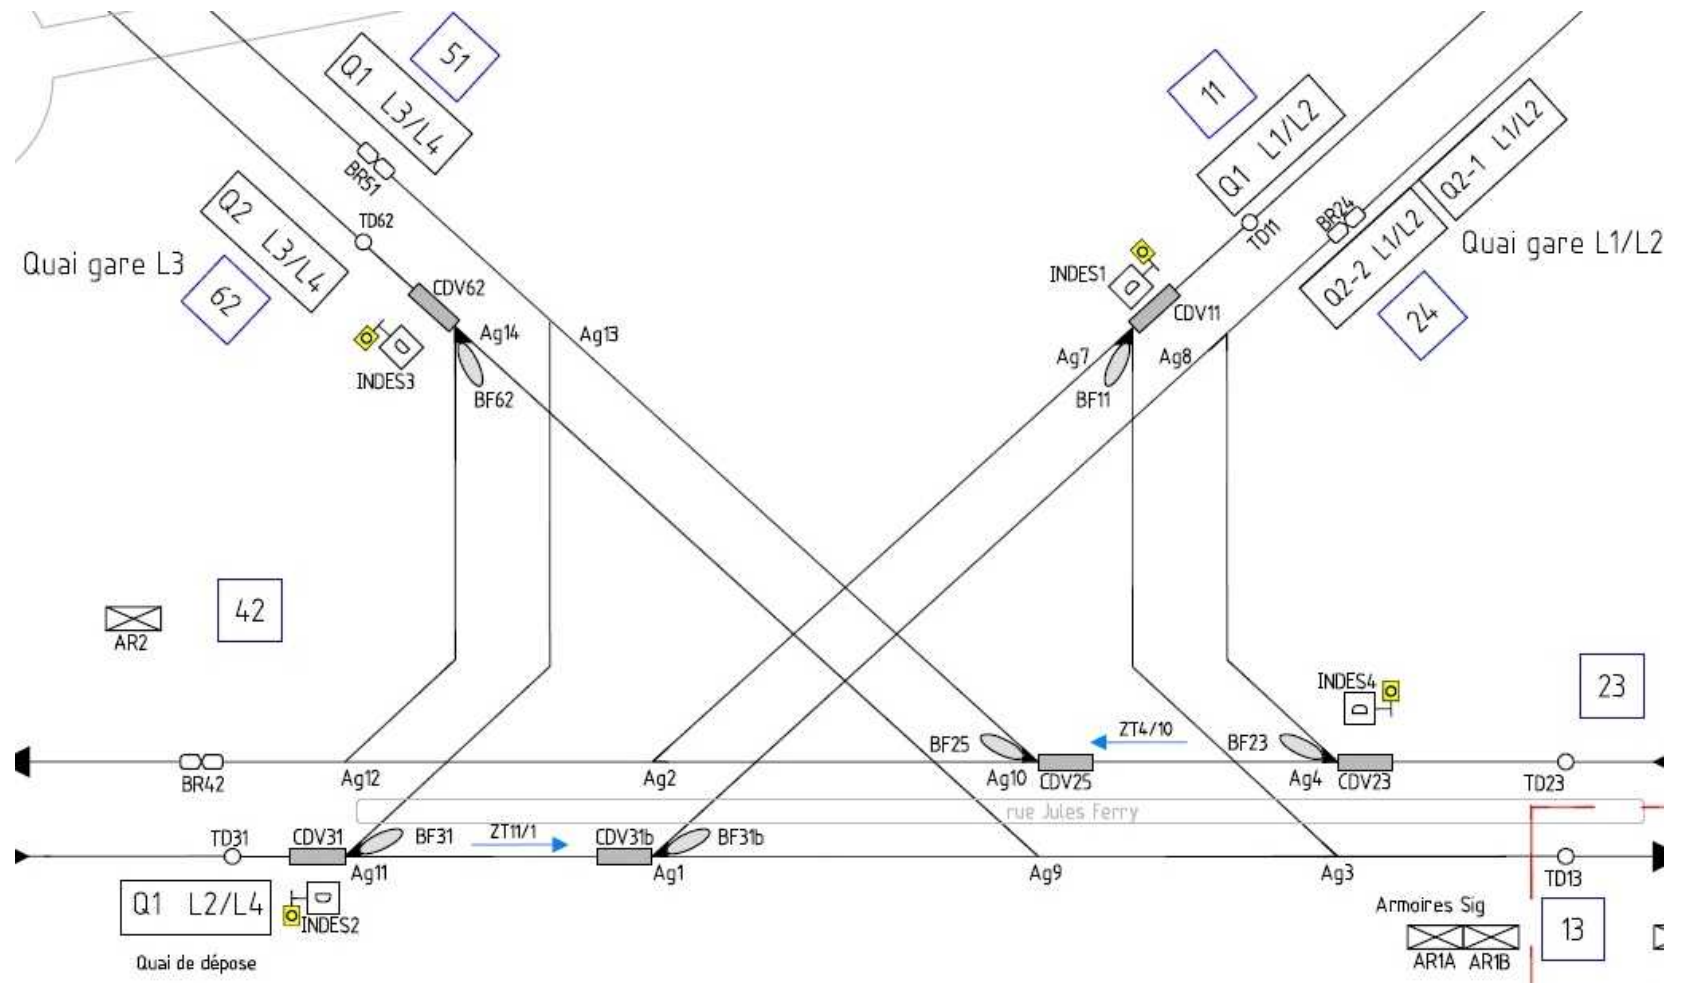 51
Q1 L3/L4
11
Q1 L1/L2
BR51
Q2-1 L1/L2
Q2 L3/L4
TD62
BR24
TD11
Q2-2 L1/L2
Quai gare L3
Quai gare L1/L2
62
INDES1
CDV62
CDV11
24
Ag14
Ag13
Ag7
Ag8
INDES3
BF62
BF11
42
AR2
INDES4
23
ZT4/10
BF25
BF23
Ag12
Ag2
Ag10
CDV25
Ag4
CDV23
BR42
TD23
rue Jules Ferry
TD31
CDV31
BF31
ZT11/1
CDV31b
BF31b
Ag11
Ag1
Ag9
Ag3
TD13
Q1 L2/L4
INDES2
Armoires Sig
13
Quai de dépose
AR1A
AR1B